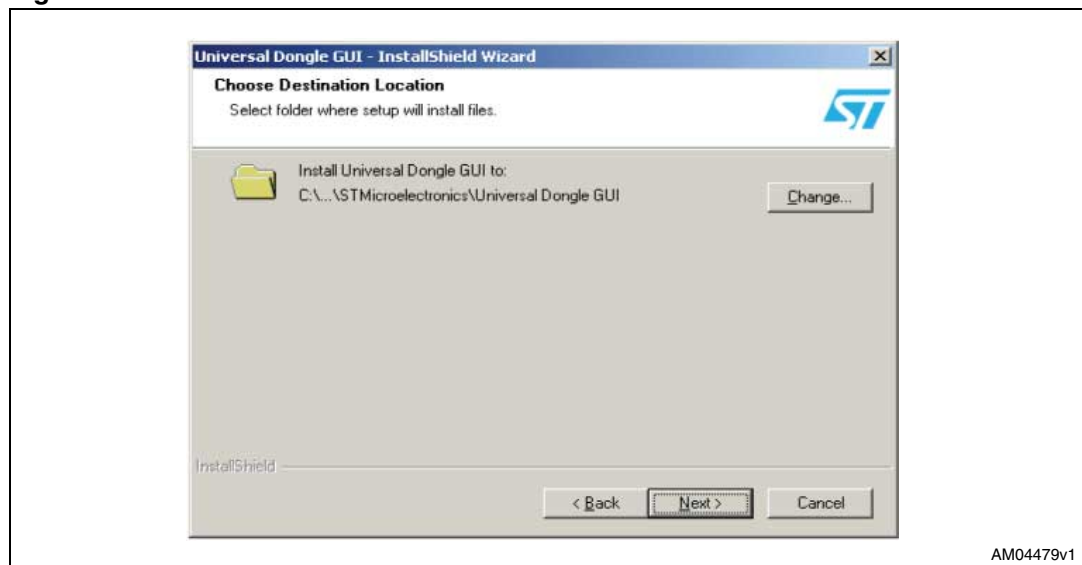 Universal Dongle GUI - InstallShield Wizard
Choose Destination Location
Select folder where setup will install files.
ST
Install Universal Dongle GUI to:
C:\...\STMicroelectronics\Universal Dongle GUI
Change...
InstallShield
< Back
Next >
Cancel
AM04479v1